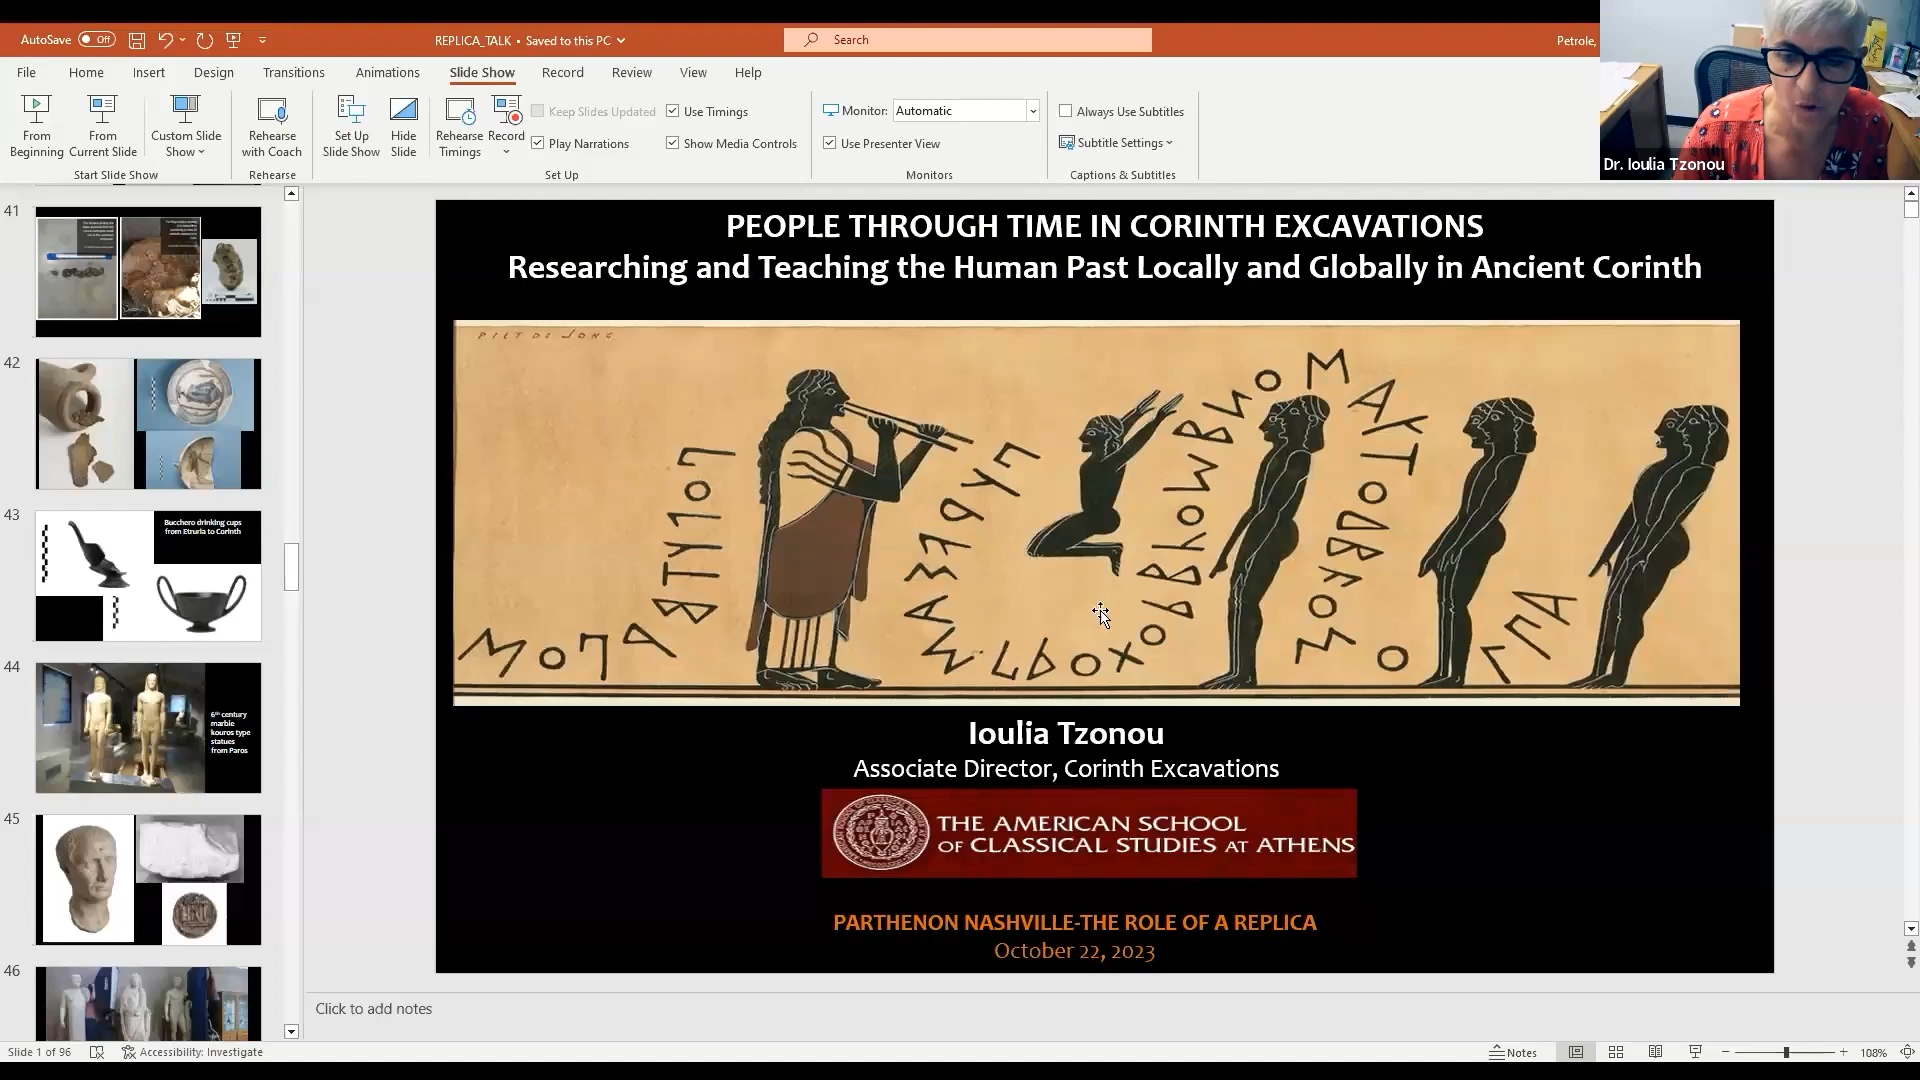 AutoSave Off
REPLICA_TALK • Saved to this PC
Search
Petrole,
File Home Insert Design Transitions Animations Slide Show Record Review View Help
From Beginning
From Current Slide
Custom Slide Show
Rehearse with Coach
Set Up Slide Show
Hide Slide
Rehearse Timings
Record
Keep Slides Updated
Play Narrations
Use Timings
Show Media Controls
Monitor: Automatic
Use Presenter View
Always Use Subtitles
Subtitle Settings
Start Slide Show
Rehearse
Set Up
Monitors
Captions & Subtitles
Dr. Ioulia Tzonou
41
42
43
Bucchero drinking cups
from Etruria to Corinth
44
6th century
marble
kouros type
statues
from Paros
45
46
PEOPLE THROUGH TIME IN CORINTH EXCAVATIONS
Researching and Teaching the Human Past Locally and Globally in Ancient Corinth
PIET DE JONG
Ioulia Tzonou
Associate Director, Corinth Excavations
THE AMERICAN SCHOOL
OF CLASSICAL STUDIES AT ATHENS
PARTHENON NASHVILLE-THE ROLE OF A REPLICA
October 22, 2023
Click to add notes
Slide 1 of 96
Accessibility: Investigate
Notes
108%